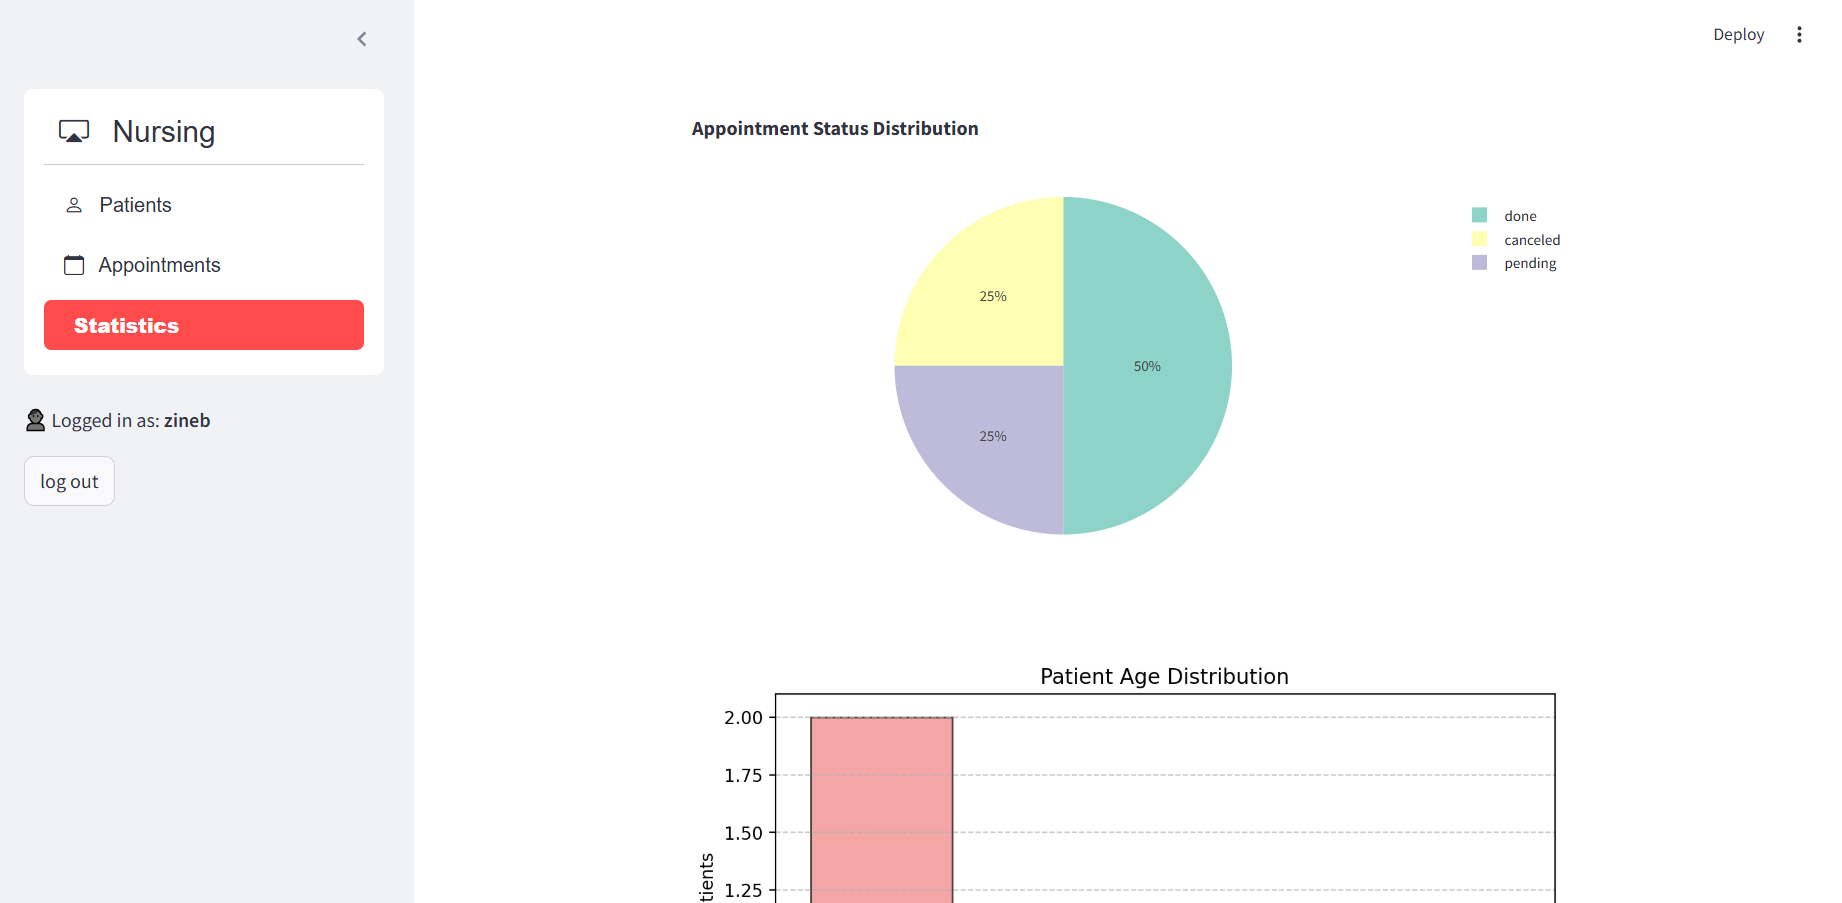 Deploy
Nursing
Patients
Appointments
Statistics
Logged in as: zineb
log out
Appointment Status Distribution
done
canceled
pending
25%
50%
25%
Patient Age Distribution
2.00
1.75
1.50
1.25